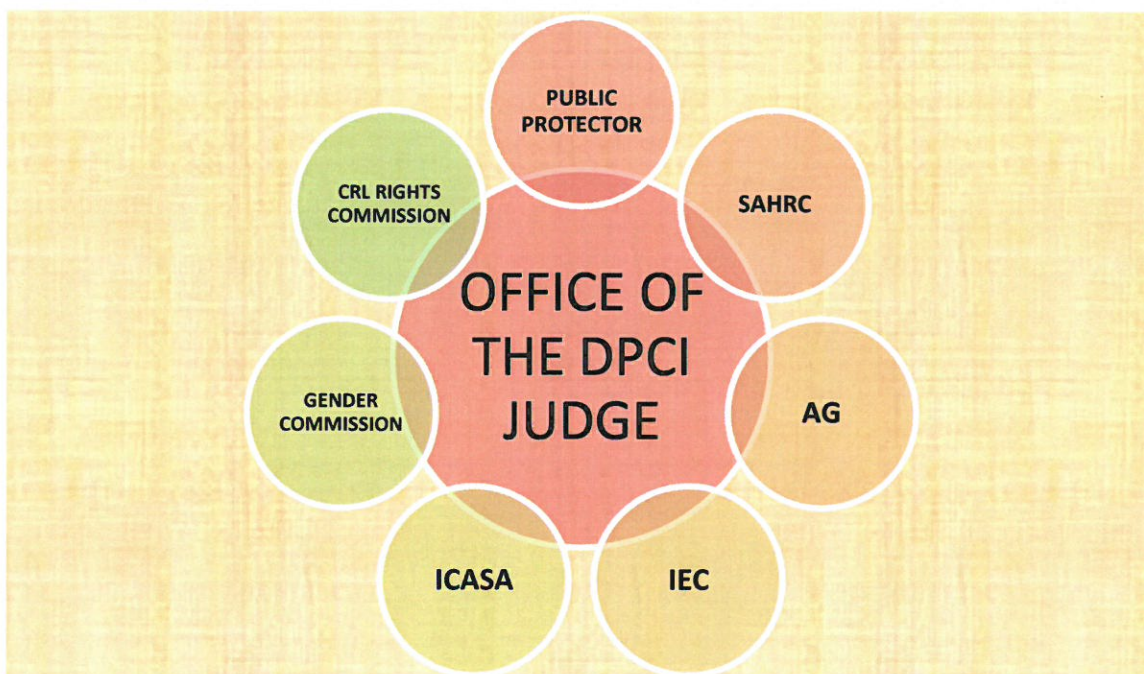 PUBLIC
PROTECTOR
CRL RIGHTS
COMMISSION
SAHRC
OFFICE OF
THE DPCI
JUDGE
GENDER
COMMISSION
AG
ICASA
IEC